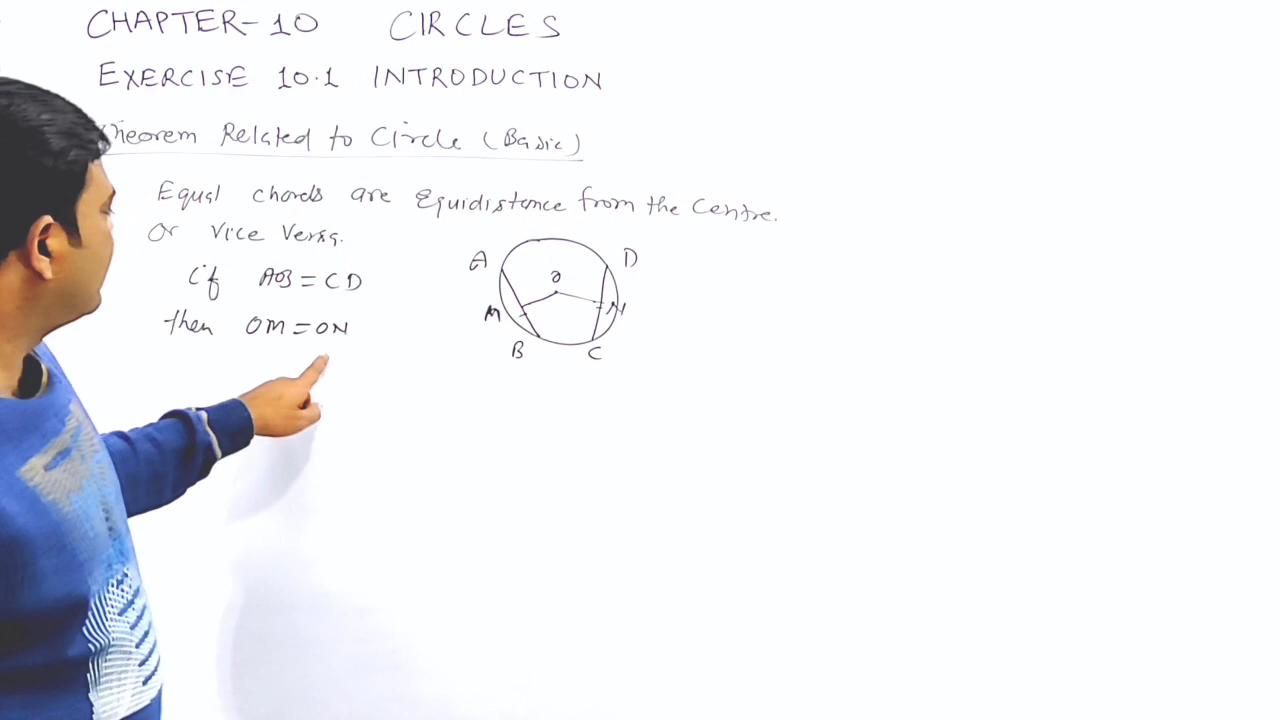 CHAPTER-10 CIRCLES
EXERCISE 10.1 INTRODUCTION
Theorem Related to Circle (Basic)
Equal chords are Equidistance from the Centre.
Or Vice Versa.
if AB = CD
then OM = ON
A
D
O
M
N
B
C